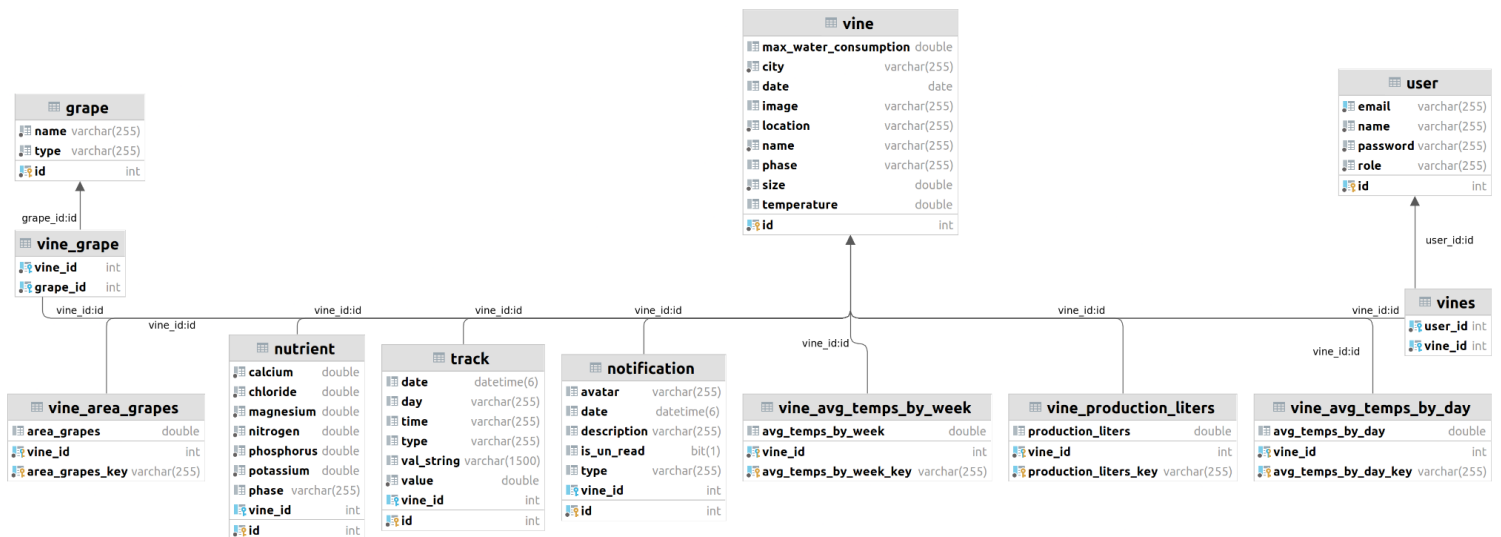 vine
max_water_consumption double
city varchar(255)
date date
image varchar(255)
location varchar(255)
name varchar(255)
phase varchar(255)
size double
temperature double
id int
user
email varchar(255)
name varchar(255)
password varchar(255)
role varchar(255)
id int
grape
name varchar(255)
type varchar(255)
id int
grape_id:id
user_id:id
vine_grape
vine_id int
grape_id int
vines
user_id int
vine_id int
vine_id:id
vine_id:id
vine_id:id
vine_id:id
vine_id:id
vine_id:id
vine_id:id
vine_id:id
vine_id:id
nutrient
calcium double
chloride double
magnesium double
nitrogen double
phosphorus double
potassium double
phase varchar(255)
vine_id int
id int
track
date datetime(6)
day varchar(255)
time varchar(255)
type varchar(255)
val_string varchar(1500)
value double
vine_id int
id int
notification
avatar varchar(255)
date datetime(6)
description varchar(255)
is_un_read bit(1)
type varchar(255)
vine_id int
id int
vine_area_grapes
area_grapes double
vine_id int
area_grapes_key varchar(255)
vine_avg_temps_by_week
avg_temps_by_week double
vine_id int
avg_temps_by_week_key varchar(255)
vine_production_liters
production_liters double
vine_id int
production_liters_key varchar(255)
vine_avg_temps_by_day
avg_temps_by_day double
vine_id int
avg_temps_by_day_key varchar(255)